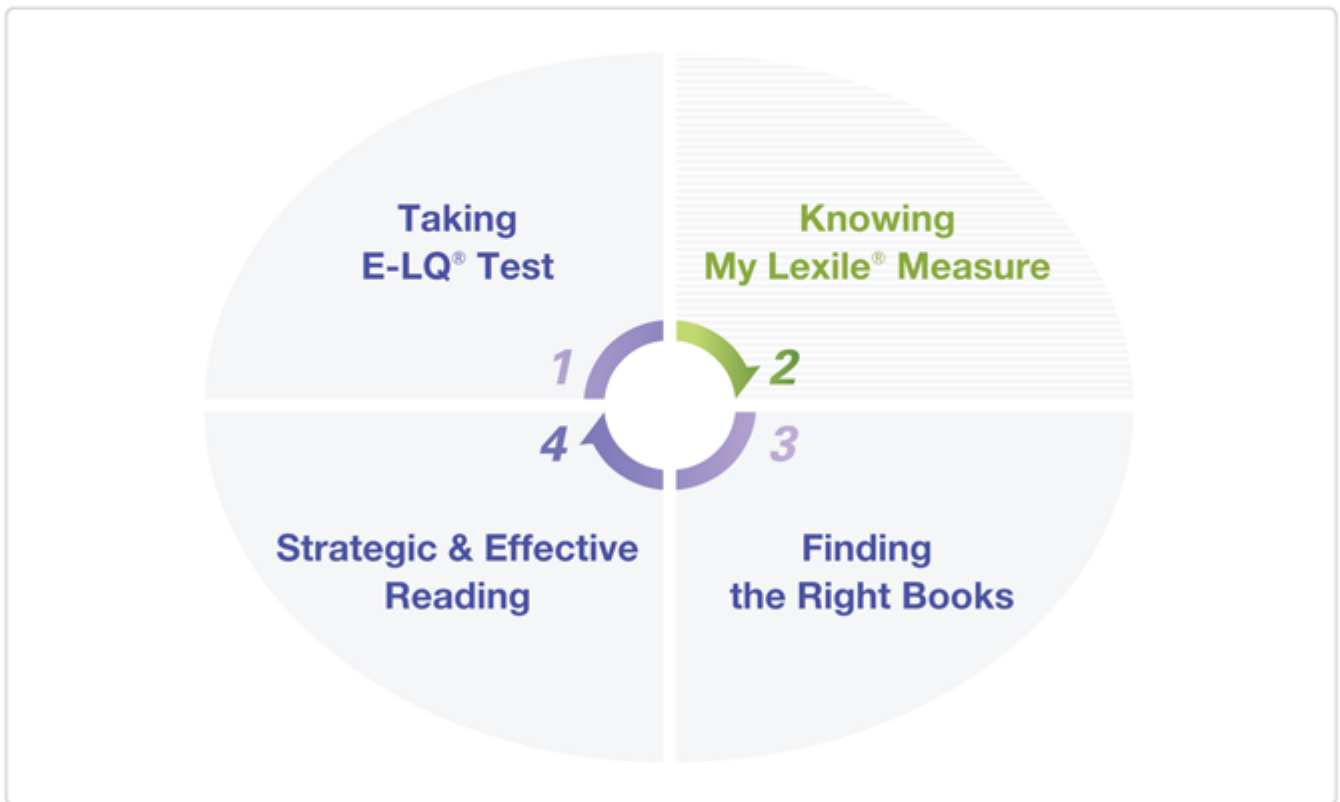 Taking
E-LQ® Test
1
Knowing
My Lexile® Measure
2
3
Finding
the Right Books
4
Strategic & Effective
Reading